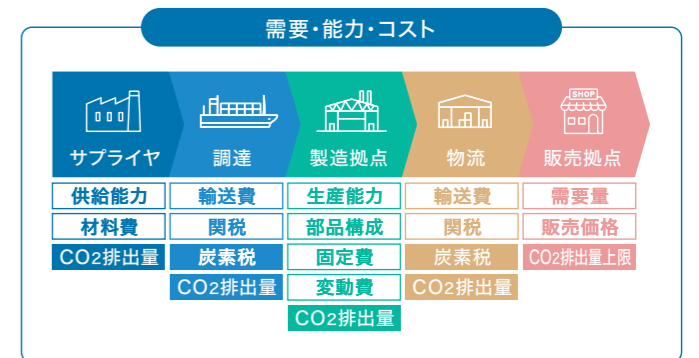 需要・能力・コスト
SHOP
サプライヤ
調達
製造拠点
物流
販売拠点
供給能力
輸送費
生産能力
輸送費
需要量
材料費
関税
部品構成
関税
販売価格
CO2排出量
炭素税
固定費
炭素税
CO2排出量上限
CO2排出量
変動費
CO2排出量
CO2排出量